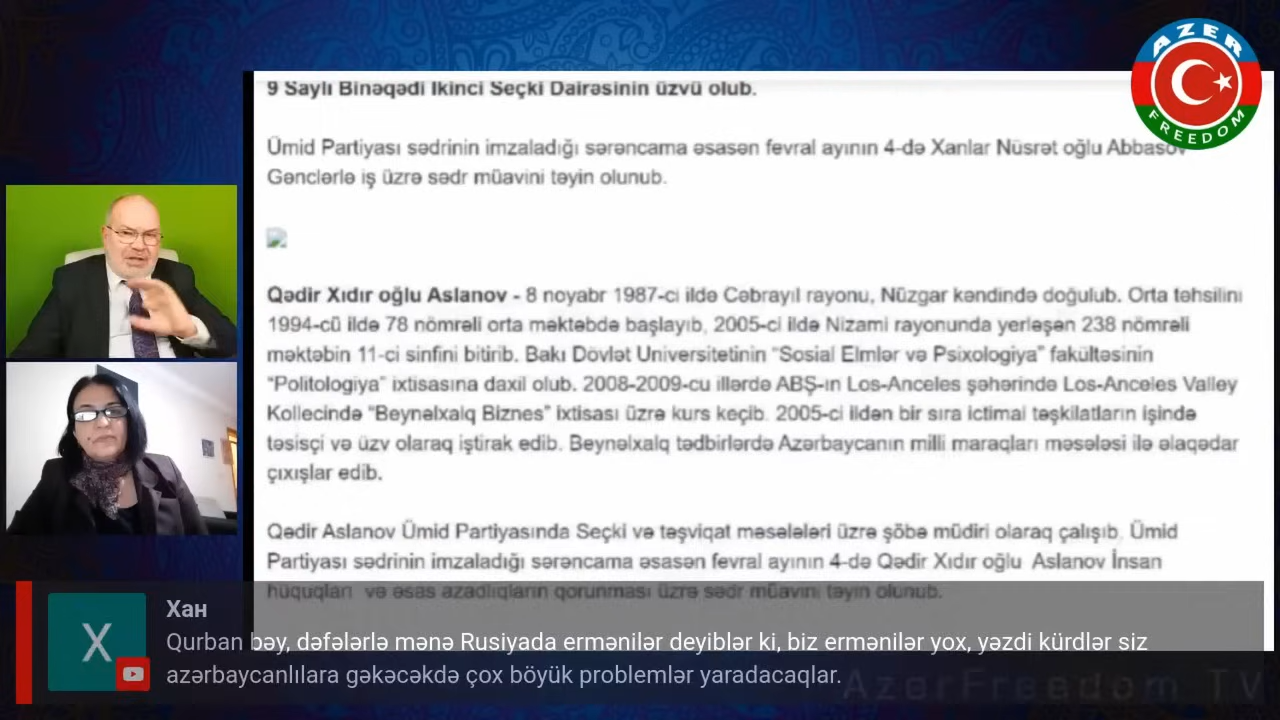 AZER
FREEDOM
9 Saylı Binəqədi İkinci Seçki Dairəsinin üzvü olub.
Ümid Partiyası sədrinin imzaladığı sərəncama əsasən fevral ayının 4-də Xanlar Nüsrət oğlu Abbasov
Gənclərlə iş üzrə sədr müavini təyin olunub.
Qədir Xıdır oğlu Aslanov - 8 noyabr 1987-ci ildə Cəbrayıl rayonu, Nüzgar kəndində doğulub. Orta təhsilini
1994-cü ildə 78 nömrəli orta məktəbdə başlayıb, 2005-ci ildə Nizami rayonunda yerləşən 238 nömrəli
məktəbin 11-ci sinfini bitirib. Bakı Dövlət Universitetinin “Sosial Elmlər və Psixologiya” fakültəsinin
“Politologiya” ixtisasına daxil olub. 2008-2009-cu illərdə ABŞ-ın Los-Anceles şəhərində Los-Anceles Valley
Kollecində “Beynəlxalq Biznes” ixtisası üzrə kurs keçib. 2005-ci ildən bir sıra ictimai təşkilatların işində
təsisçi və üzv olaraq iştirak edib. Beynəlxalq tədbirlərdə Azərbaycanın milli maraqları məsələsi ilə əlaqədar
çıxışlar edib.
Qədir Aslanov Ümid Partiyasında Seçki və təşviqat məsələləri üzrə şöbə müdiri olaraq çalışıb. Ümid
Partiyası sədrinin imzaladığı sərəncama əsasən fevral ayının 4-də Qədir Xıdır oğlu Aslanov İnsan
hüquqları və əsas azadlıqların qorunması üzrə sədr müavini təyin olunub.
X
Хан
Qurban bəy, dəfələrlə mənə Rusiyada ermənilər deyiblər ki, biz ermənilər yox, yəzdi kürdlər siz
azərbaycanlılara gəkəcəkdə çox böyük problemlər yaradacaqlar.
AzerFreedom TV